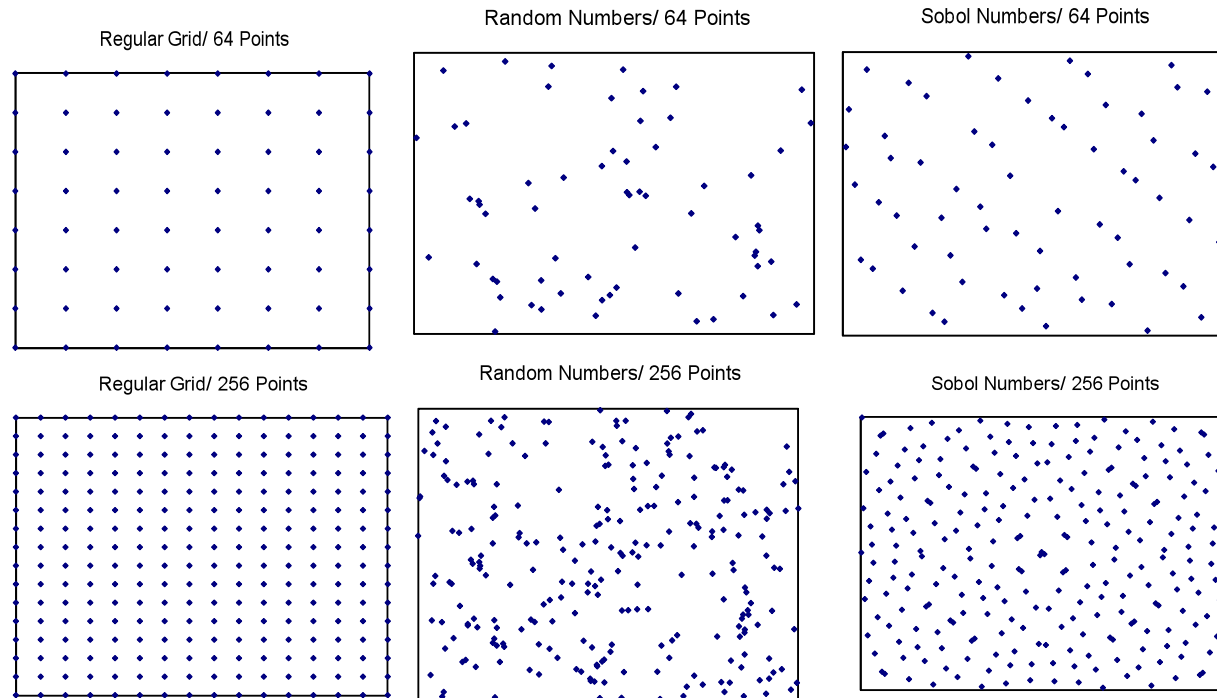 Regular Grid/ 64 Points
Random Numbers/ 64 Points
Sobol Numbers/ 64 Points
Regular Grid/ 256 Points
Random Numbers/ 256 Points
Sobol Numbers/ 256 Points